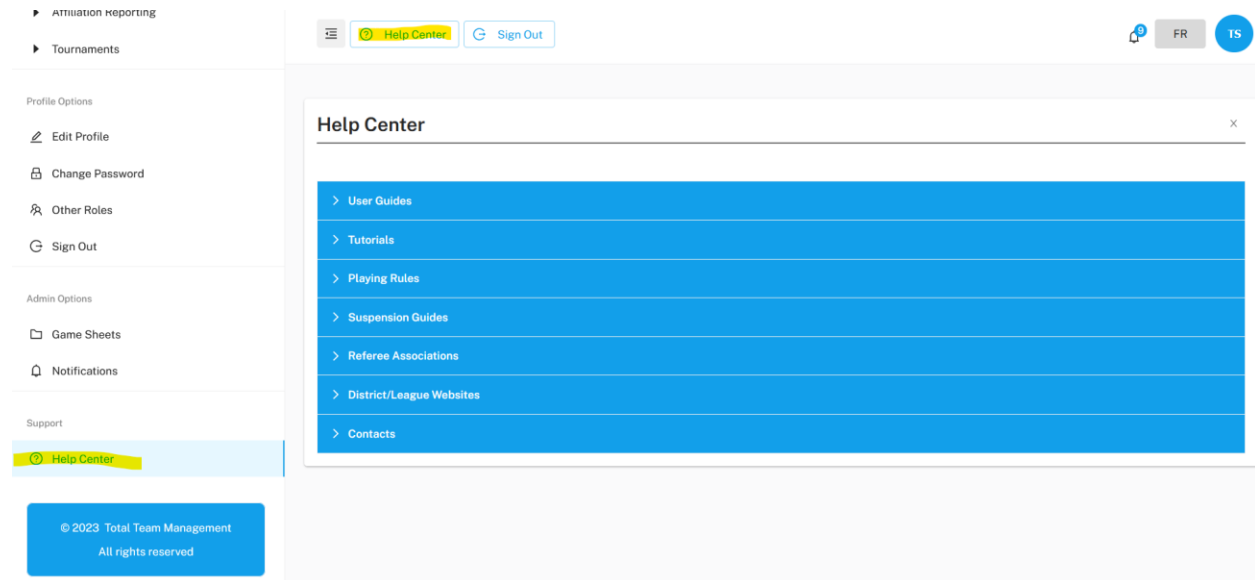 Affiliation Reporting
Tournaments
Profile Options
Edit Profile
Change Password
Other Roles
Sign Out
Admin Options
Game Sheets
Notifications
Support
Help Center
© 2023 Total Team Management
All rights reserved
Help Center
Sign Out
9
FR
TS
Help Center
User Guides
Tutorials
Playing Rules
Suspension Guides
Referee Associations
District/League Websites
Contacts